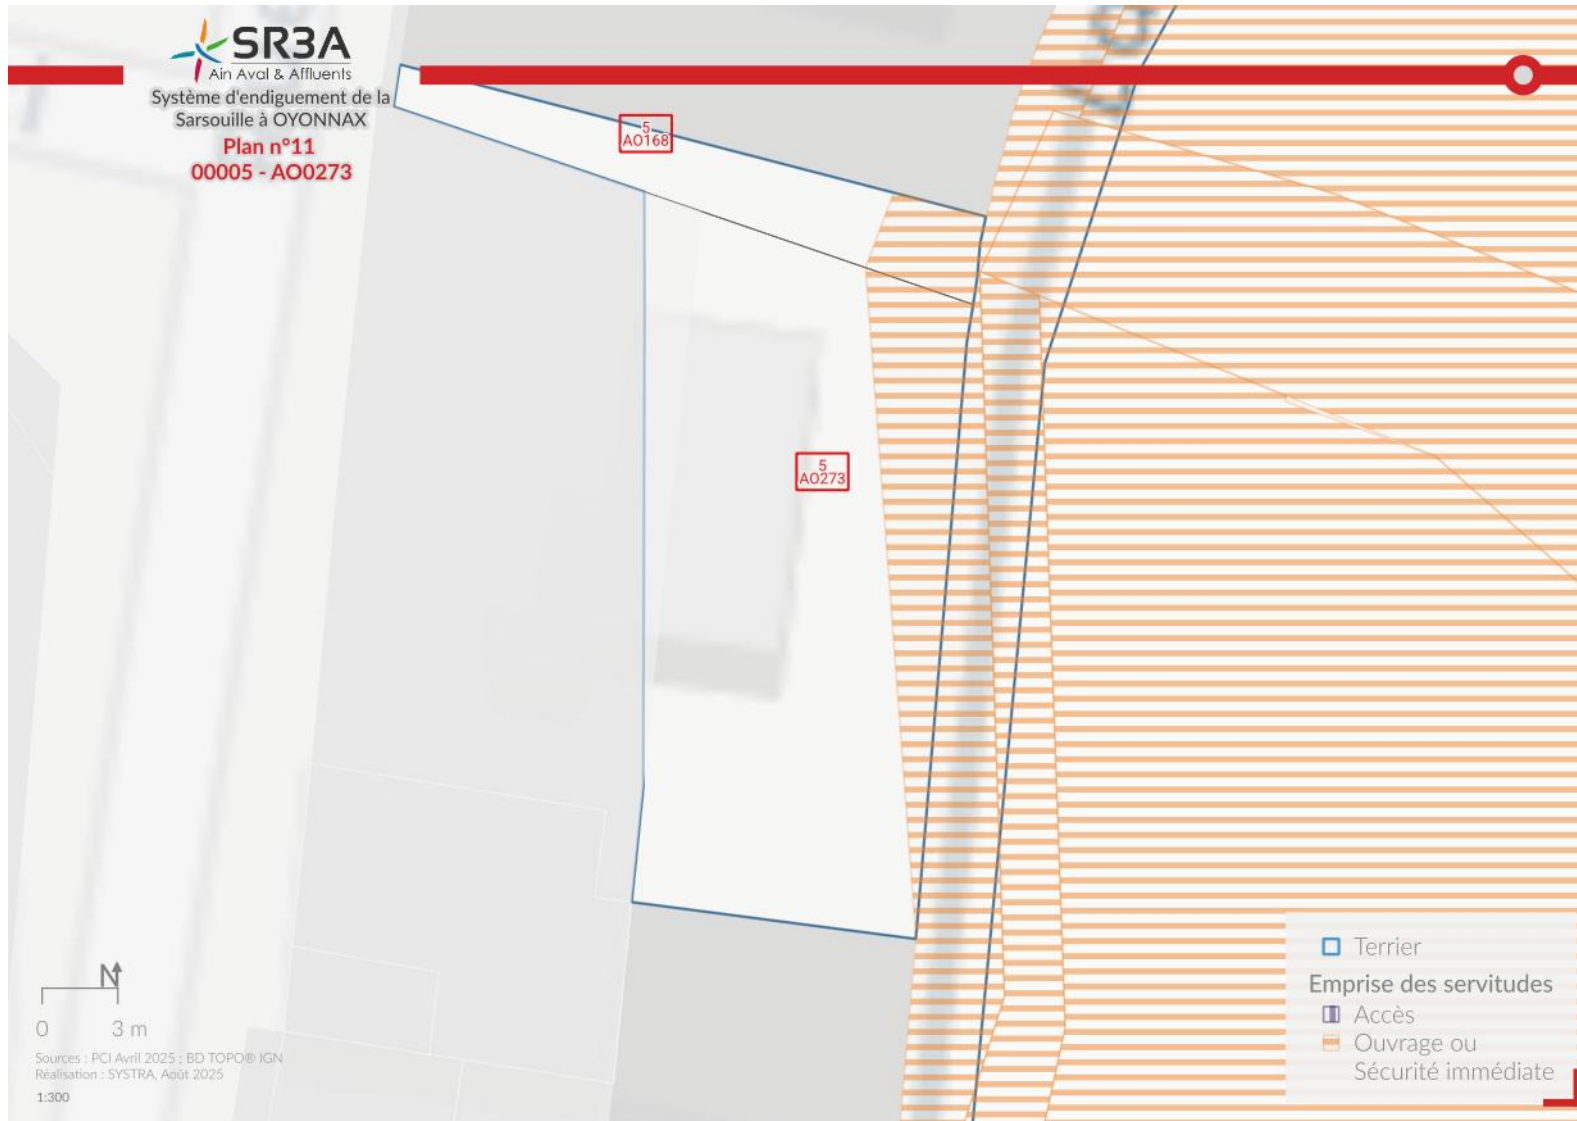 SR3A
Ain Aval & Affluents
Système d'endiguement de la
Sarsouille à OYONNAX
Plan n°11
00005 - AO0273
5
AO168
5
AO273
N
0 3 m
Sources : PCI Avril 2025 ; BD TOPO® IGN
Réalisation : SYSTRA, Août 2025
1:300
Terrier
Emprise des servitudes
Accès
Ouvrage ou
Sécurité immédiate